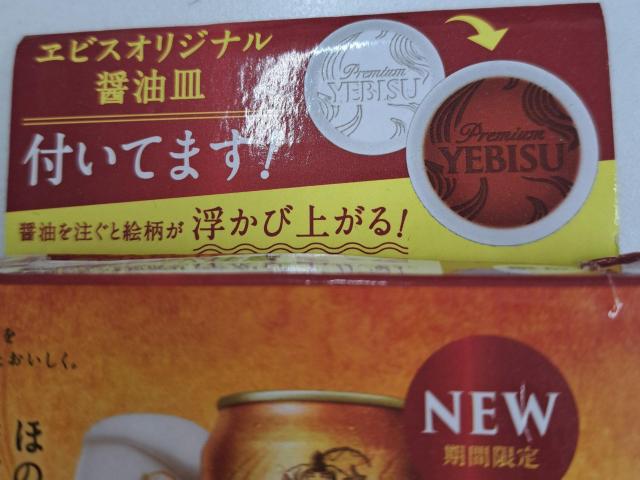 ヱビスオリジナル
醤油皿
付いてます!
醤油を注ぐと絵柄が浮かび上がる!
Premium
YEBISU
Premium
YEBISU
を
おいしく。
ほの
NEW
期間限定